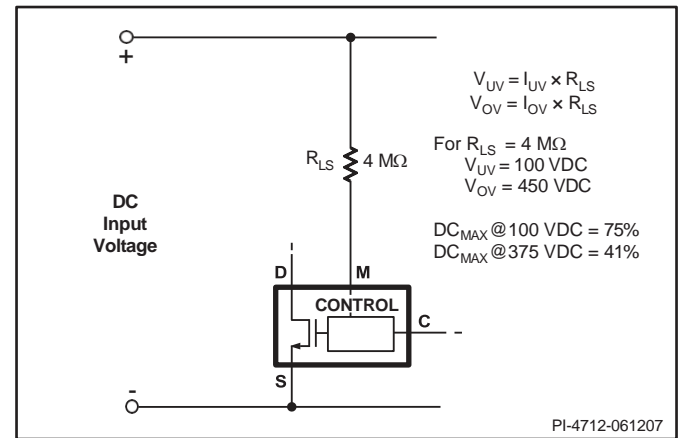 +
V_UV = I_UV × R_LS
V_OV = I_OV × R_LS
For R_LS = 4 MΩ
V_UV = 100 VDC
V_OV = 450 VDC
DC_MAX @ 100 VDC = 75%
DC_MAX @ 375 VDC = 41%
R_LS 4 MΩ
DC
Input
Voltage
D M
CONTROL
C
S
-
PI-4712-061207